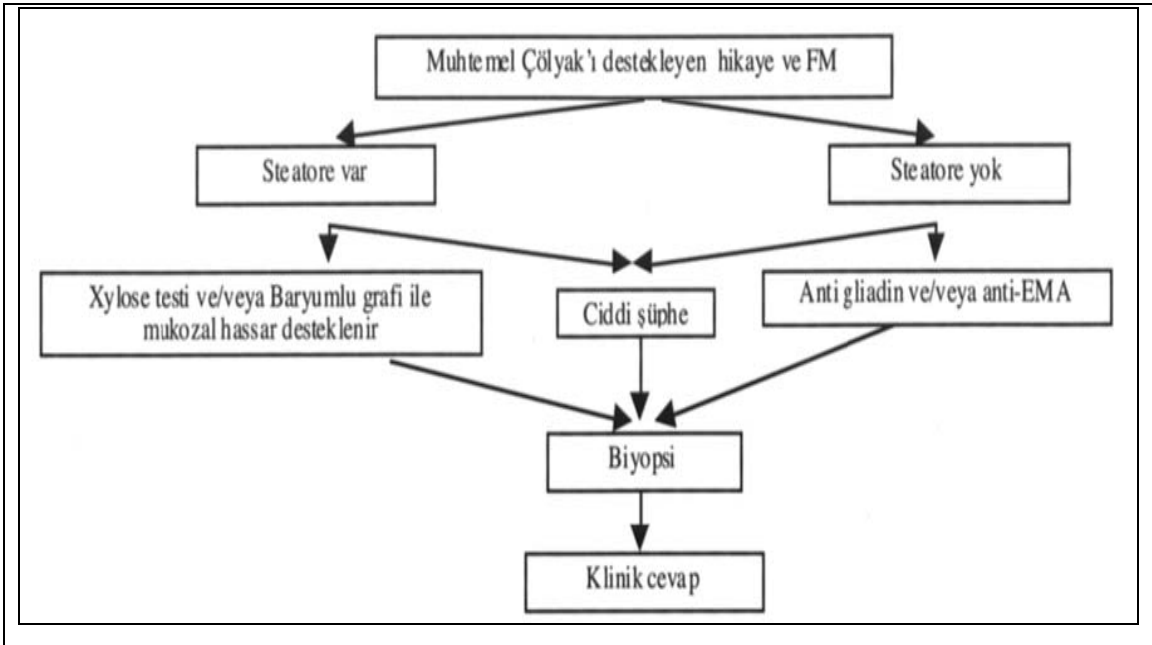 Muhtemel Çölyak'ı destekleyen hikaye ve FM
Steatore var
Steatore yok
Xylose testi ve/veya Baryumlu grafi ile
mukozal hassar desteklenir
Ciddi şüphe
Anti gliadin ve/veya anti-EMA
Biyopsi
Klinik cevap